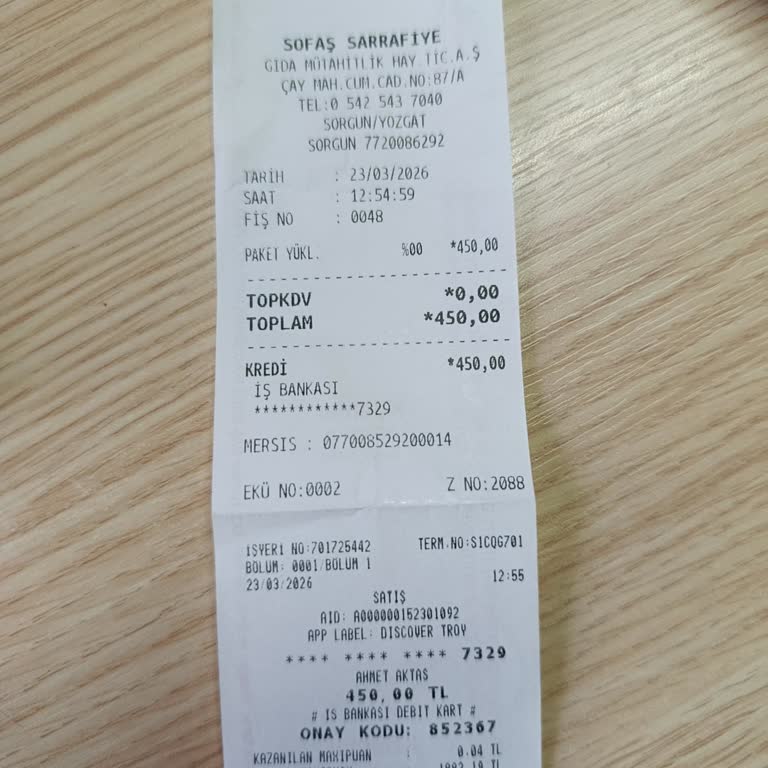 SOFAŞ SARRAFİYE
GIDA MÜTAHİTLİK HAY.TİC.A.Ş
ÇAY MAH.CUM.CAD.NO:87/A
TEL:0 542 543 7040
SORGUN/YOZGAT
SORGUN 7720086292
TARİH : 23/03/2026
SAAT : 12:54:59
FİŞ NO : 0048
PAKET YÜKL. %00 *450,00
TOPKDV *0,00
TOPLAM *450,00
KREDİ *450,00
İŞ BANKASI
************7329
MERSIS : 077008529200014
EKÜ NO:0002 Z NO:2088
İŞYERİ NO:701725442 TERM.NO:S1CQG701
BÖLÜM: 0001/BÖLÜM 1
23/03/2026 12:55
SATIŞ
AID: A000000152301092
APP LABEL: DISCOVER TROY
**** **** **** 7329
AHMET AKTAŞ
450,00 TL
# IS BANKASI DEBIT KART #
ONAY KODU: 852367
KAZANILAN MAXIPUAN : 0.04 TL